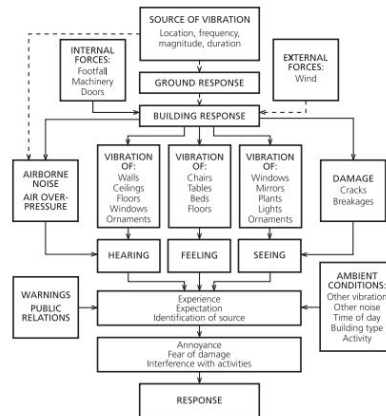 SOURCE OF VIBRATION
Location, frequency,
magnitude, duration
INTERNAL
FORCES:
Footfall
Machinery
Doors
EXTERNAL
FORCES:
Wind
GROUND RESPONSE
BUILDING RESPONSE
AIRBORNE
NOISE
AIR OVER-
PRESSURE
VIBRATION
OF:
Walls
Ceilings
Floors
Windows
Ornaments
VIBRATION
OF:
Chairs
Tables
Beds
Floors
VIBRATION
OF:
Windows
Mirrors
Plants
Lights
Ornaments
DAMAGE
Cracks
Breakages
HEARING
FEELING
SEEING
WARNINGS
PUBLIC
RELATIONS
Experience
Expectation
Identification of source
AMBIENT
CONDITIONS:
Other vibration
Other noise
Time of day
Building type
Activity
Annoyance
Fear of damage
Interference with activities
RESPONSE